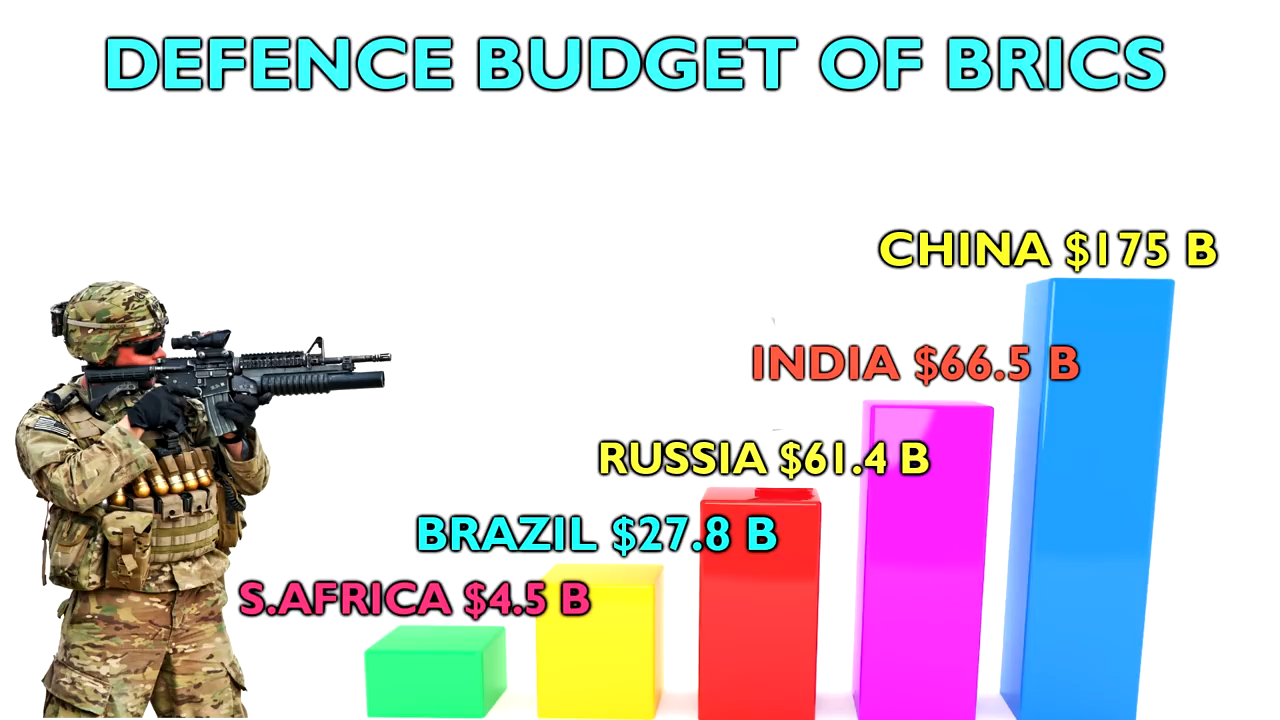 DEFENCE BUDGET OF BRICS
CHINA $175 B
INDIA $66.5 B
RUSSIA $61.4 B
BRAZIL $27.8 B
S.AFRICA $4.5 B